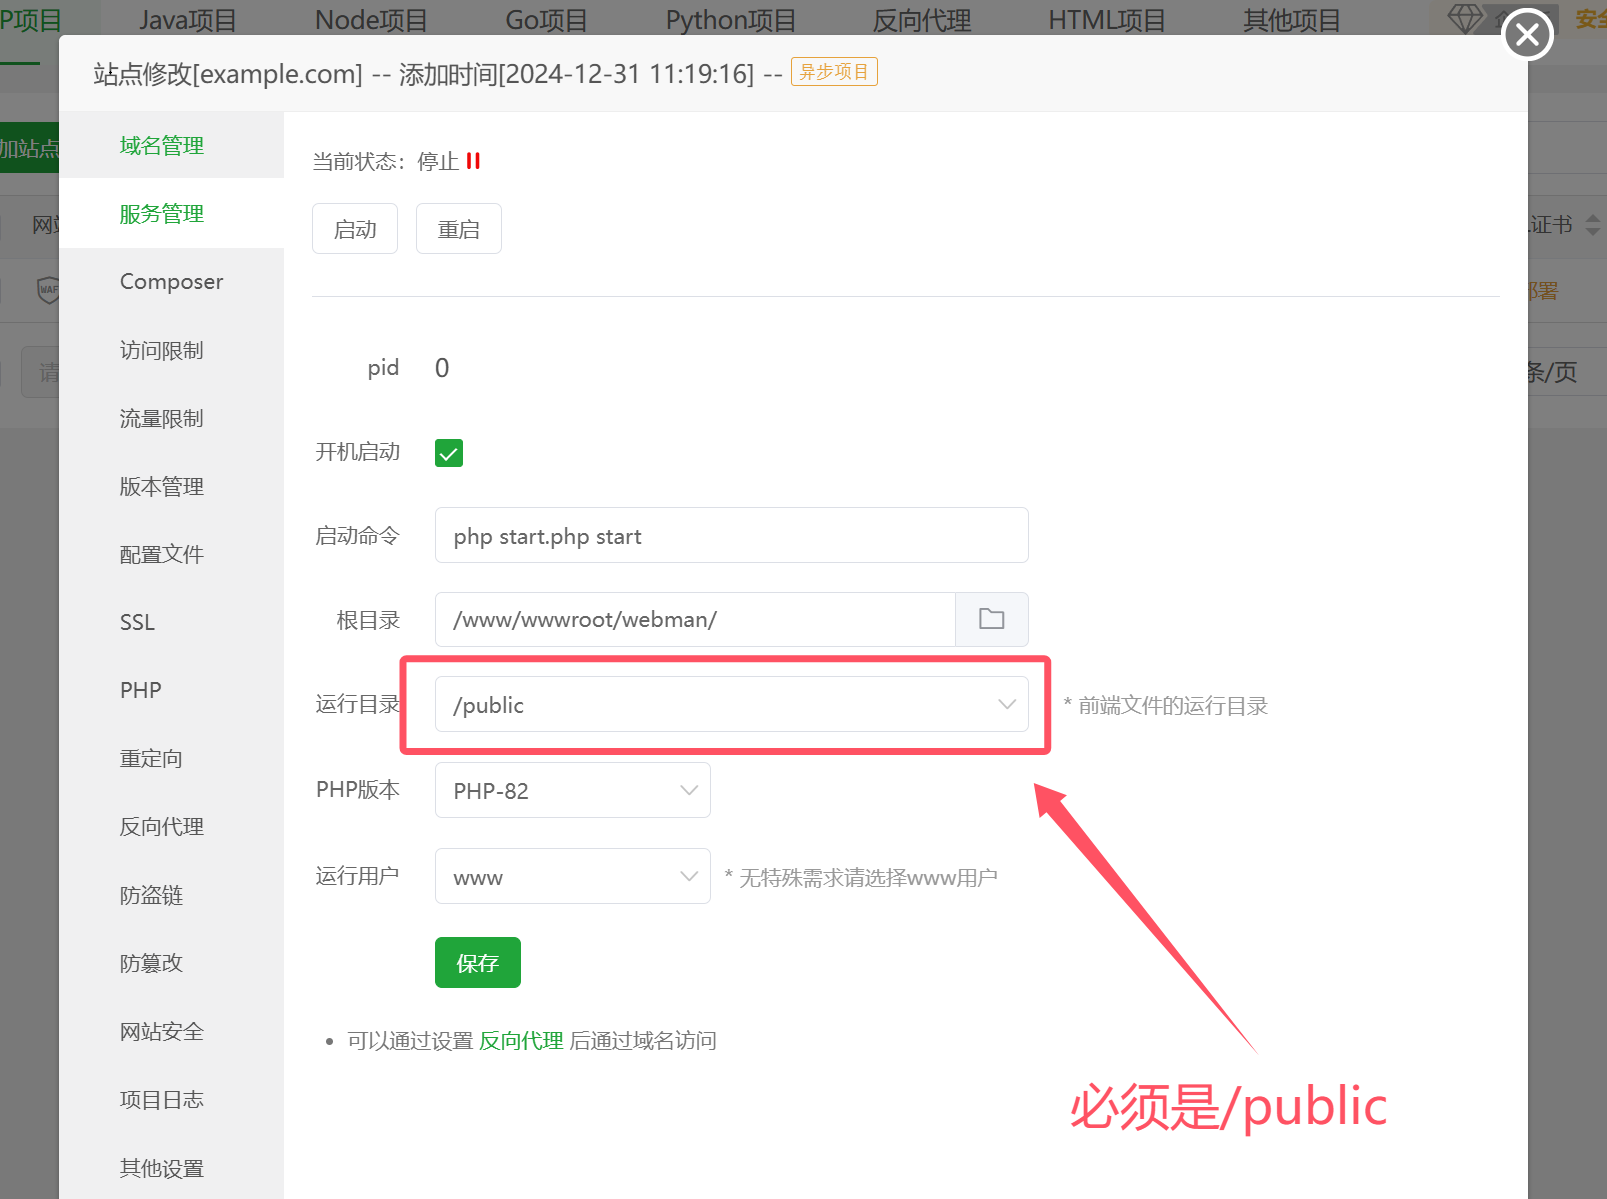 P项目 Java项目 Node项目 Go项目 Python项目 反向代理 HTML项目 其他项目
站点修改[example.com] -- 添加时间[2024-12-31 11:19:16] -- 异步项目
加站点
域名管理
服务管理
Composer
访问限制
流量限制
版本管理
配置文件
SSL
PHP
重定向
反向代理
防盗链
防篡改
网站安全
项目日志
其他设置
当前状态：停止
启动 重启
pid 0
开机启动
启动命令 php start.php start
根目录 /www/wwwroot/webman/
运行目录 /public * 前端文件的运行目录
PHP版本 PHP-82
运行用户 www * 无特殊需求请选择www用户
保存
• 可以通过设置 反向代理 后通过域名访问
必须是/public
证书
部署
条/页
WAF
请